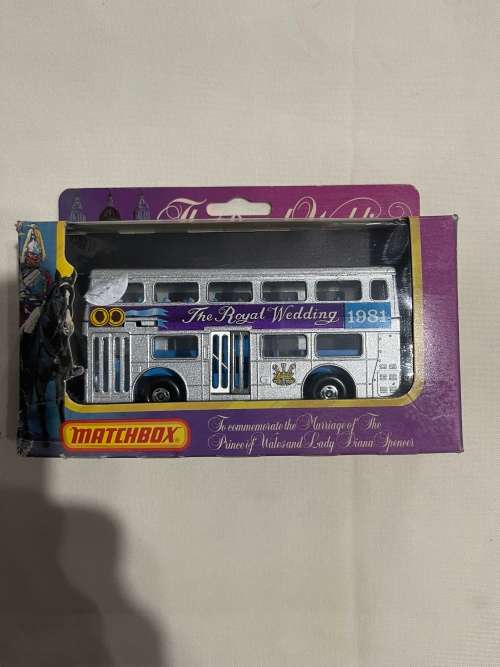 The Royal Wedding 1981
MATCHBOX
To commemorate the Marriage of The
Prince of Wales and Lady Diana Spencer